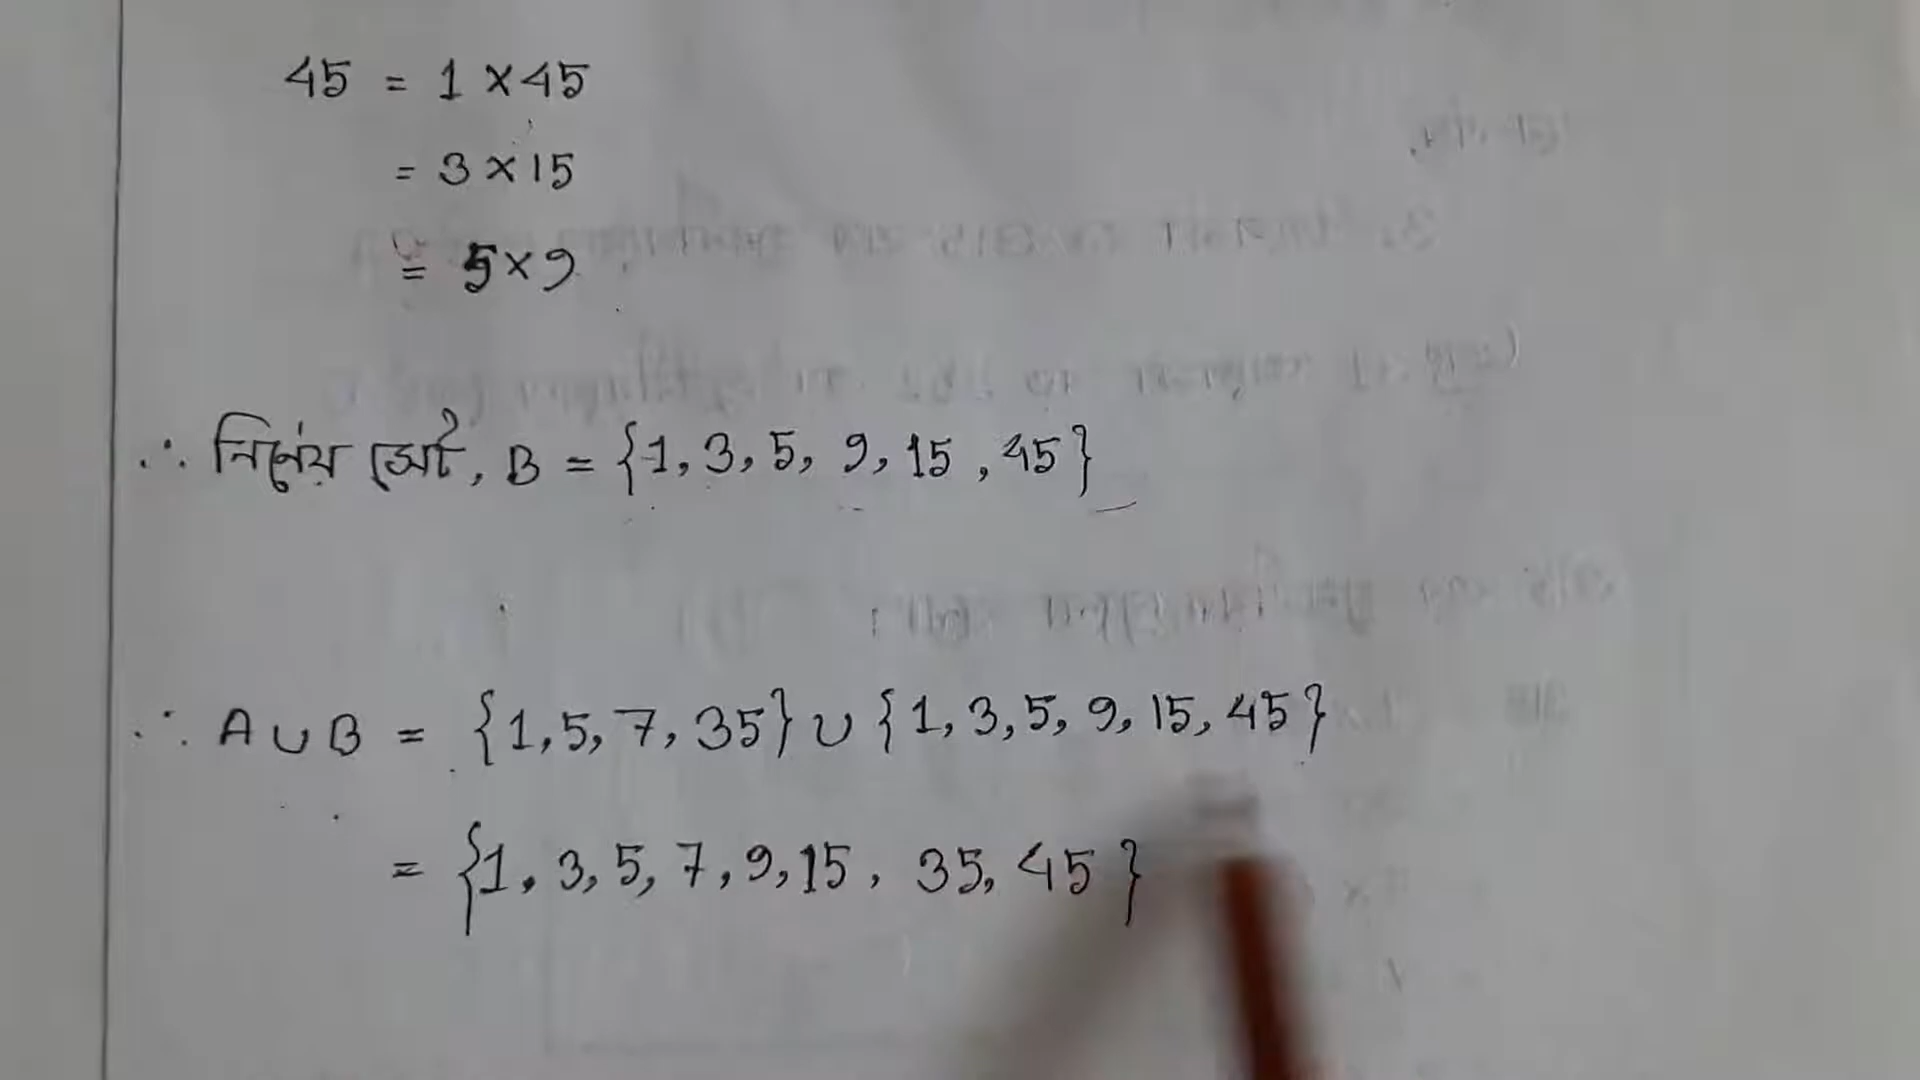 45 = 1 × 45
= 3 × 15
= 5 × 9
∴ নির্ণেয় সেট, B = {1, 3, 5, 9, 15, 45}
∴ A ∪ B = {1, 5, 7, 35} ∪ {1, 3, 5, 9, 15, 45}
= {1, 3, 5, 7, 9, 15, 35, 45}